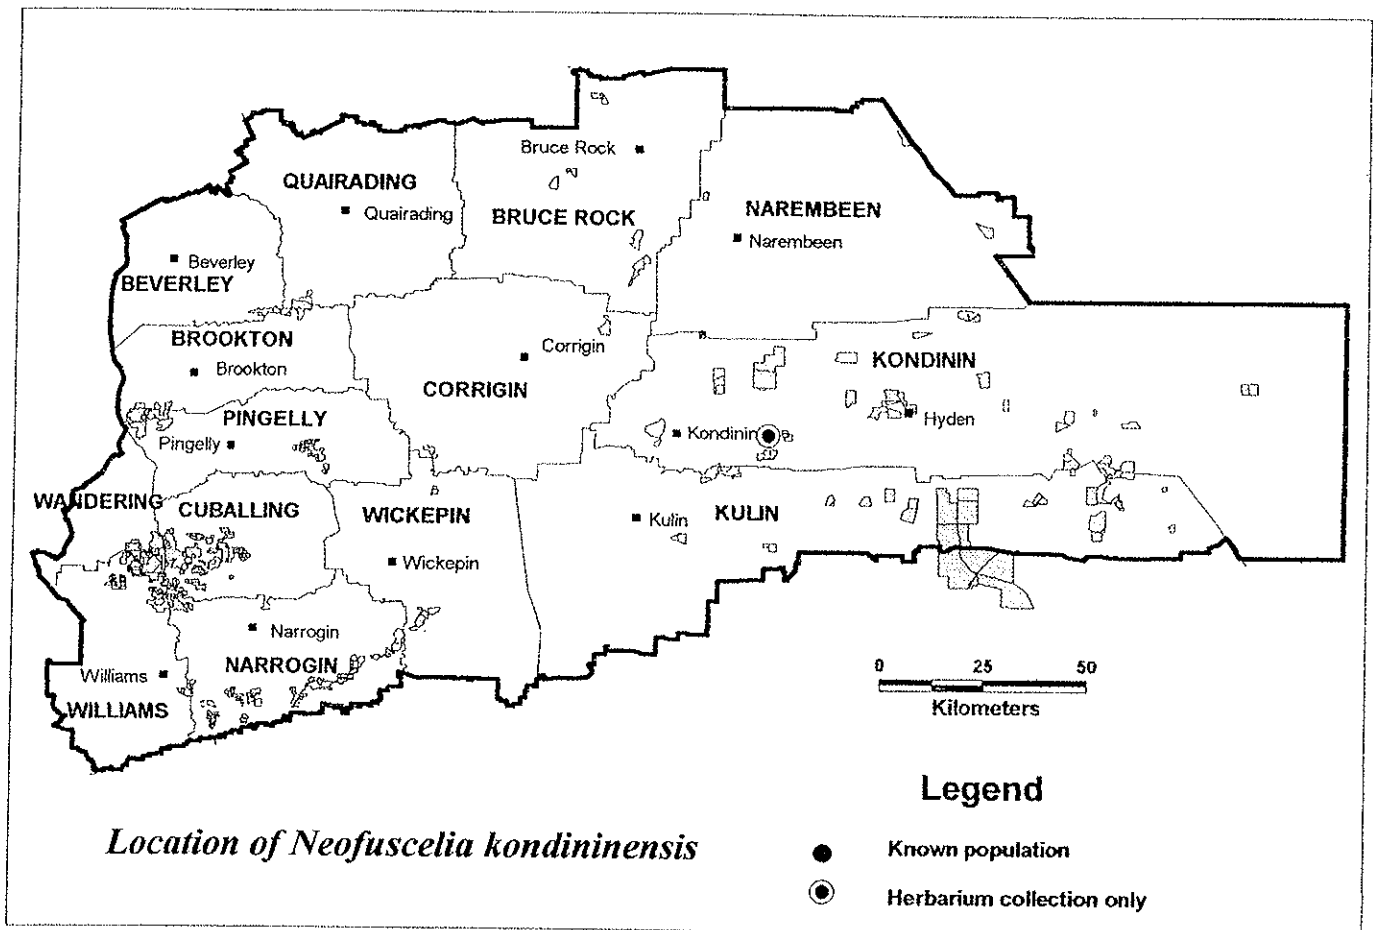 Bruce Rock
QUAIRADING
Quairading
BRUCE ROCK
NAREMBEEN
Narembeen
Beverley
BEVERLEY
BROOKTON
Brookton
Corrigin
CORRIGIN
KONDININ
Hyden
PINGELLY
Pingelly
Kondinin
WANDERING
CUBALLING
WICKEPIN
Wickepin
Kulin
KULIN
Narrogin
NARROGIN
Williams
WILLIAMS
0 25 50
Kilometers
Legend
Location of Neofuscelia kondininensis
Known population
Herbarium collection only